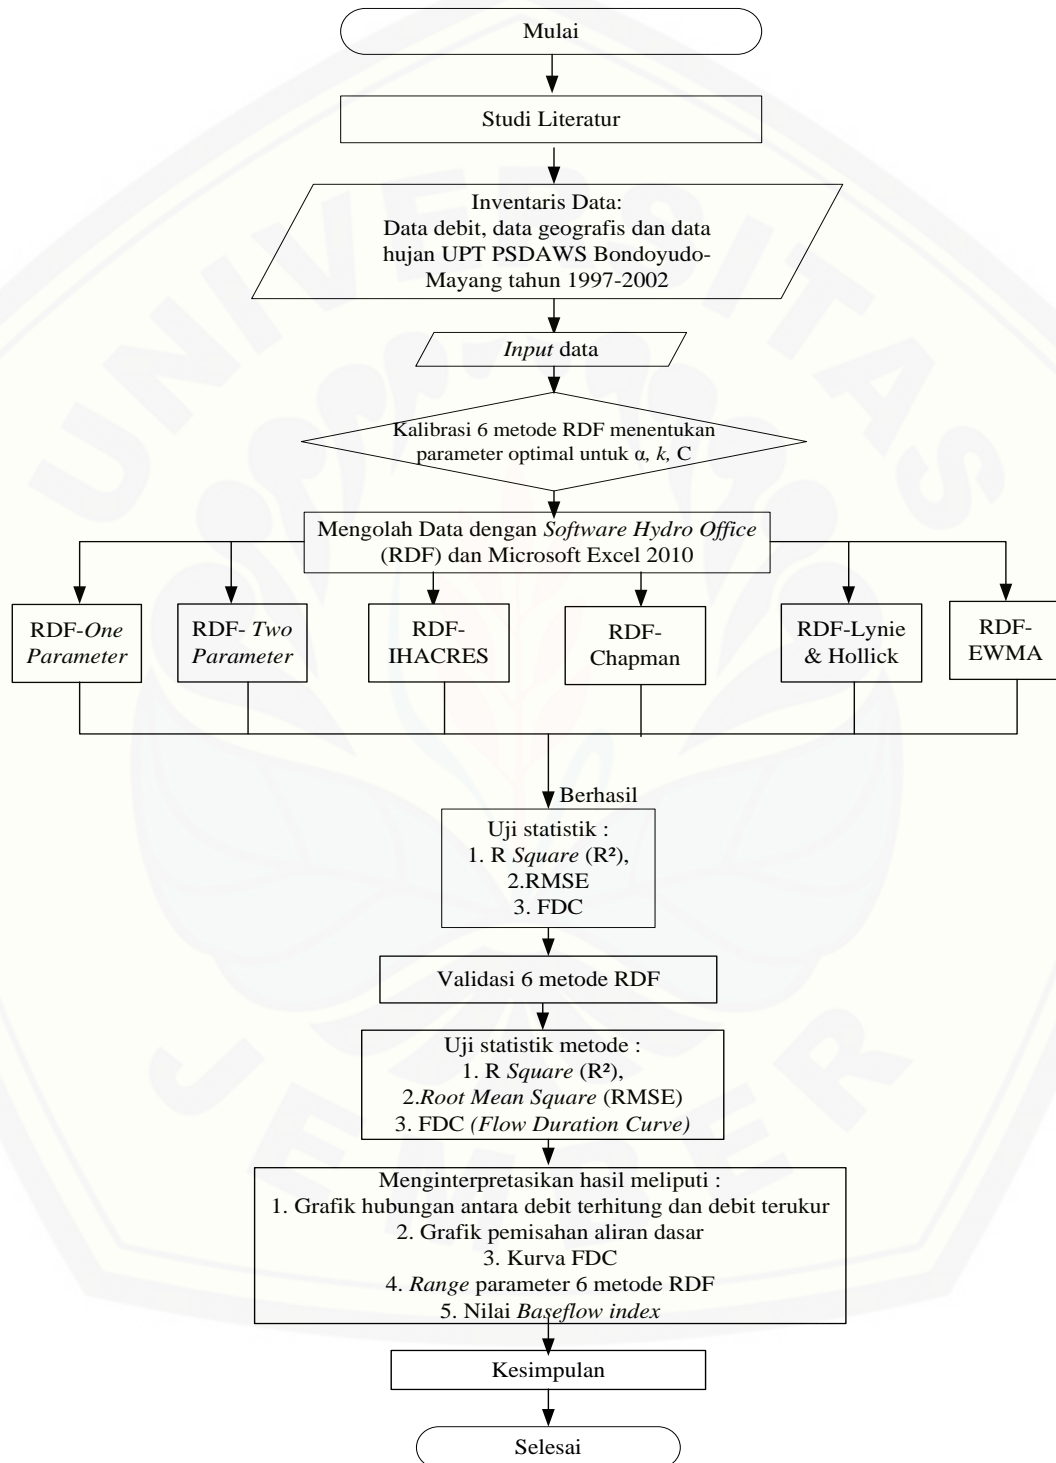 Mulai
Studi Literatur
Inventaris Data:
Data debit, data geografis dan data
hujan UPT PSDAWS Bondoyudo-
Mayang tahun 1997-2002
Input data
Kalibrasi 6 metode RDF menentukan
parameter optimal untuk α, k, C
Mengolah Data dengan Software Hydro Office
(RDF) dan Microsoft Excel 2010
RDF-One
Parameter
RDF- Two
Parameter
RDF-
IHACRES
RDF-
Chapman
RDF-Lynie
& Hollick
RDF-
EWMA
Berhasil
Uji statistik :
1. R Square (R²),
2.RMSE
3. FDC
Validasi 6 metode RDF
Uji statistik metode :
1. R Square (R²),
2.Root Mean Square (RMSE)
3. FDC (Flow Duration Curve)
Menginterpretasikan hasil meliputi :
1. Grafik hubungan antara debit terhitung dan debit terukur
2. Grafik pemisahan aliran dasar
3. Kurva FDC
4. Range parameter 6 metode RDF
5. Nilai Baseflow index
Kesimpulan
Selesai
UNIVERSITAS
JEMBER